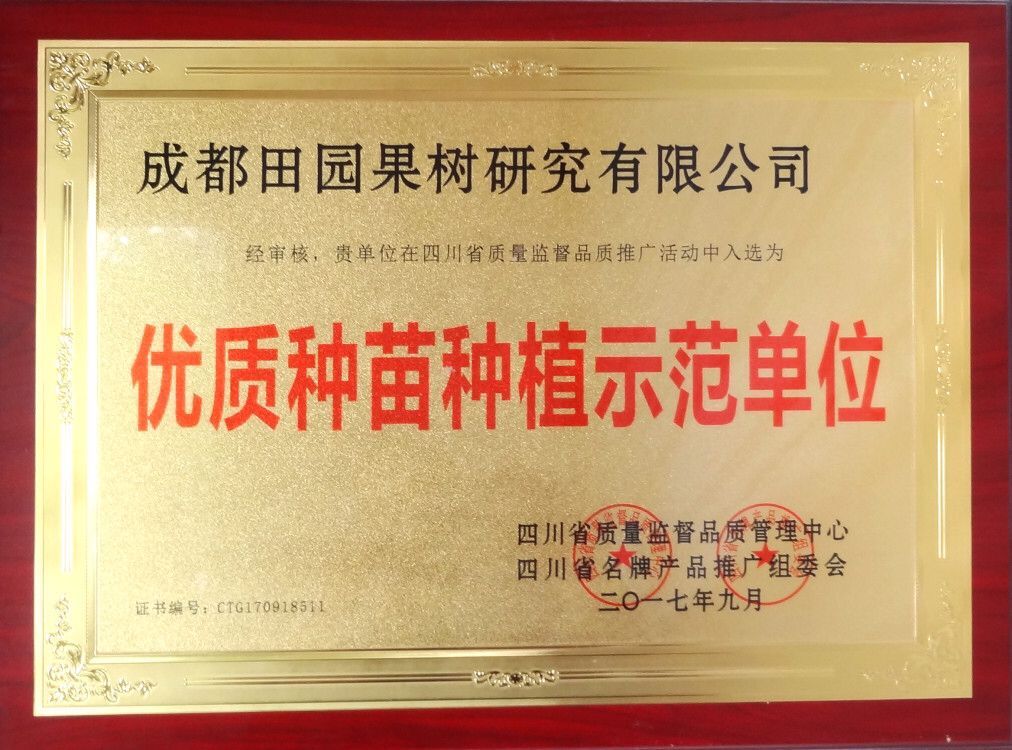 成都田园果树研究有限公司
经审核，贵单位在四川省质量监督品质推广活动中入选为
优质种苗种植示范单位
四川省质量监督品质管理中心
四川省名牌产品推广组委会
二〇一七年九月
证书编号：CTG170918511